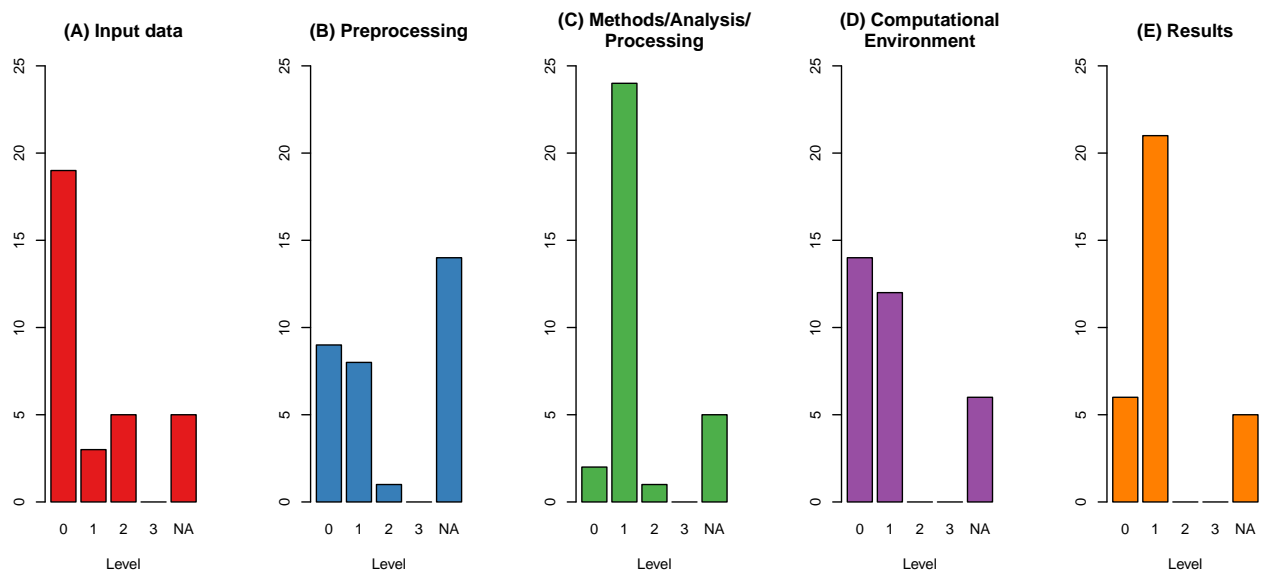 (A) Input data
25
20
15
10
5
0
0 1 2 3 NA
Level
(B) Preprocessing
25
20
15
10
5
0
0 1 2 3 NA
Level
(C) Methods/Analysis/
Processing
25
20
15
10
5
0
0 1 2 3 NA
Level
(D) Computational
Environment
25
20
15
10
5
0
0 1 2 3 NA
Level
(E) Results
25
20
15
10
5
0
0 1 2 3 NA
Level